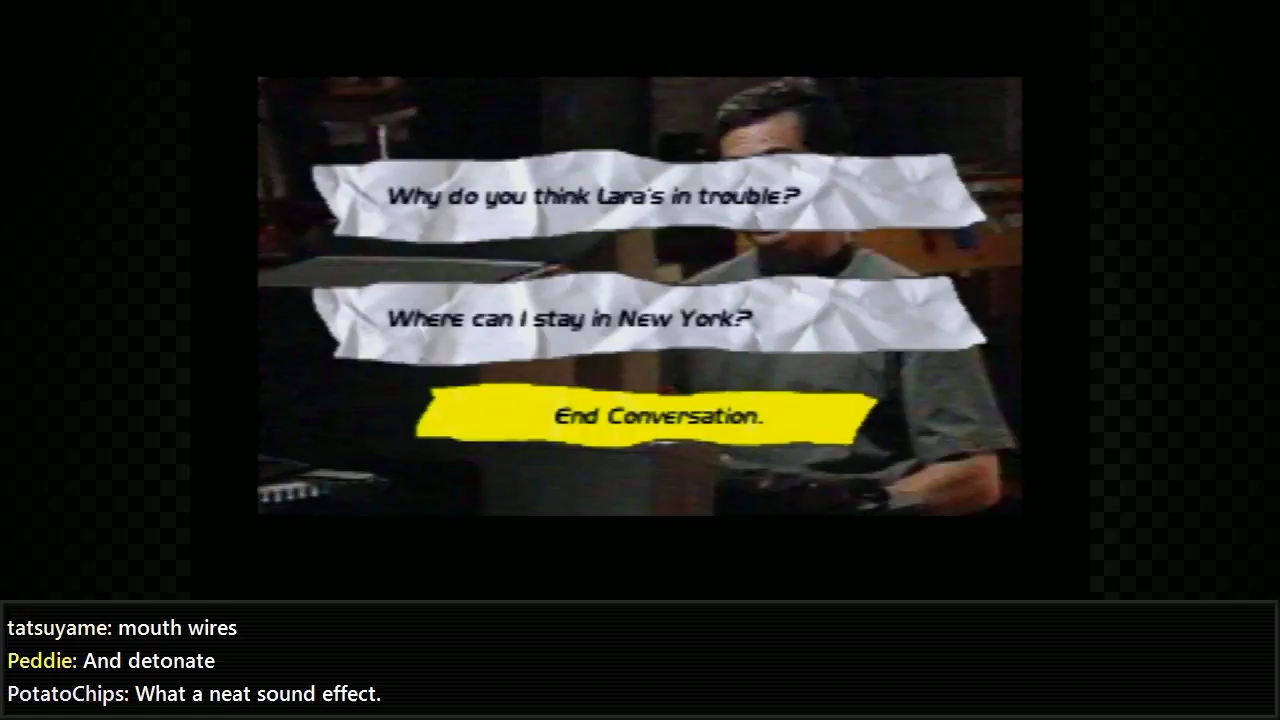 Why do you think Lara's in trouble?
Where can I stay in New York?
End Conversation.
tatsuyame: mouth wires
Peddie: And detonate
PotatoChips: What a neat sound effect.